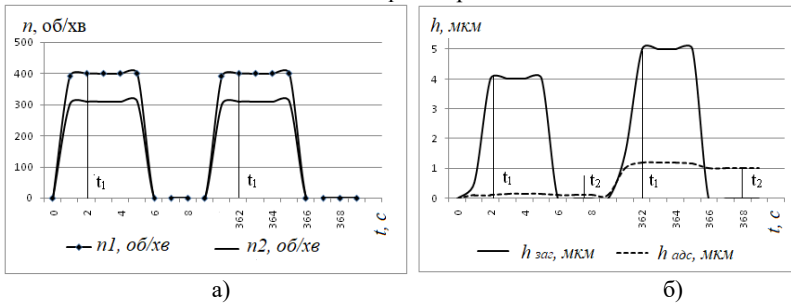 n, об/хв
500
400
300
200
100
0
t₁
t₁
0
2
4
6
8
362
364
366
368
t, с
n1, об/хв
n2, об/хв
а)
h, мкм
5
4
3
2
1
0
t₁
t₂
t₁
t₂
0
2
4
6
8
362
364
366
368
t, с
h заг, мкм
h адс, мкм
б)